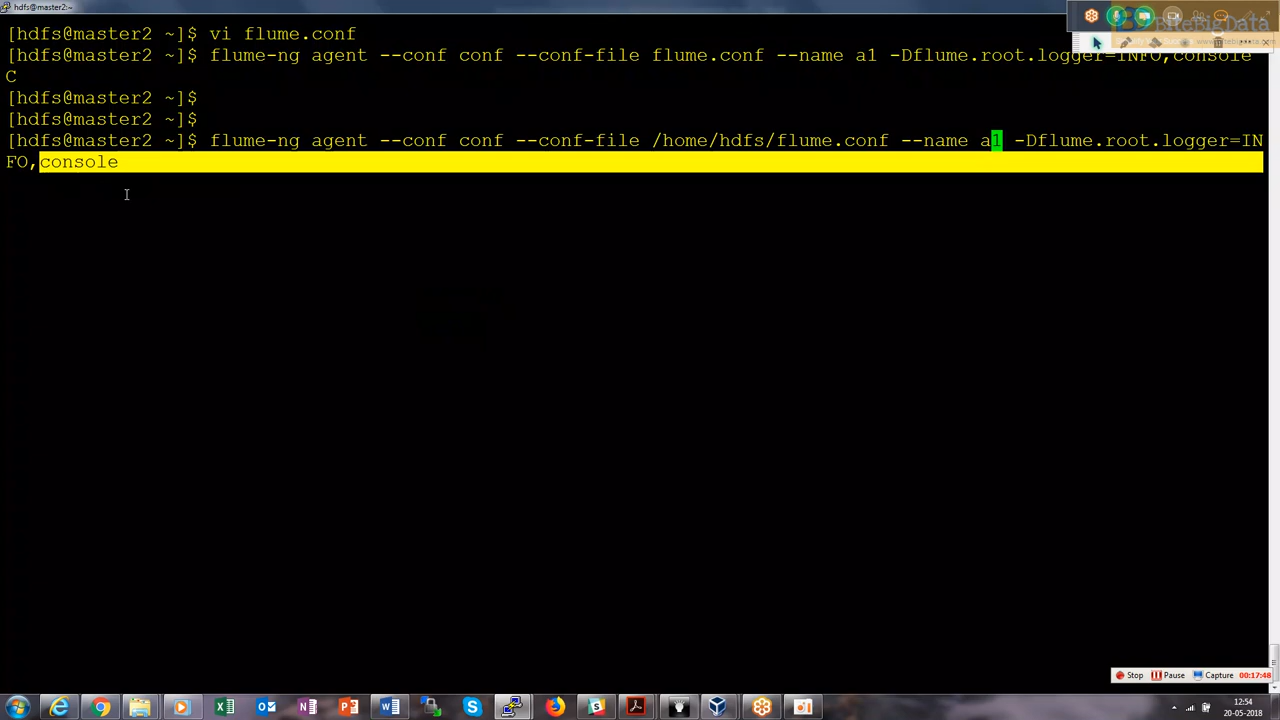 hdfs@master2:~
[hdfs@master2 ~]$ vi flume.conf
[hdfs@master2 ~]$ flume-ng agent --conf conf --conf-file flume.conf --name a1 -Dflume.root.logger=INFO,console
C
[hdfs@master2 ~]$
[hdfs@master2 ~]$
[hdfs@master2 ~]$ flume-ng agent --conf conf --conf-file /home/hdfs/flume.conf --name a1 -Dflume.root.logger=IN
FO,console
BiteBigData
Stop Pause Capture 00:17:48
12:54
20-05-2018